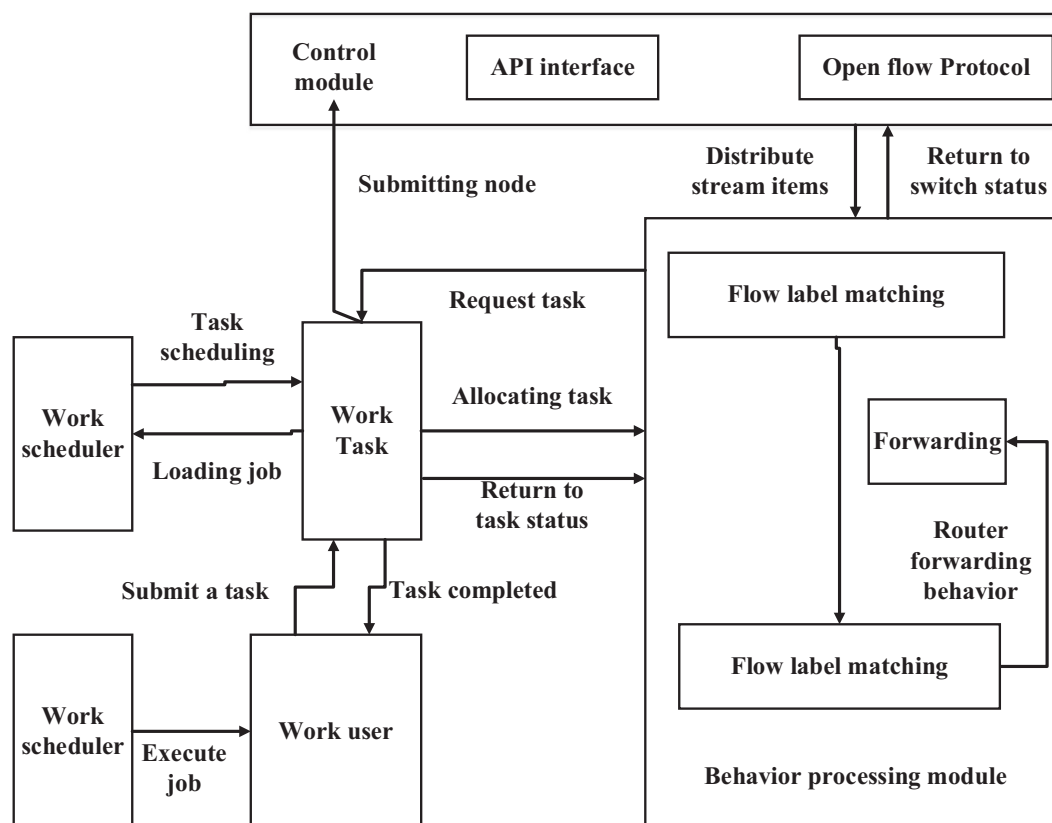 Control
module
API interface
Open flow Protocol
Submitting node
Distribute
stream items
Return to
switch status
Request task
Flow label matching
Task
scheduling
Work
scheduler
Loading job
Work
Task
Allocating task
Return to
task status
Forwarding
Router
forwarding
behavior
Submit a task
Task completed
Flow label matching
Work
scheduler
Execute
job
Work user
Behavior processing module